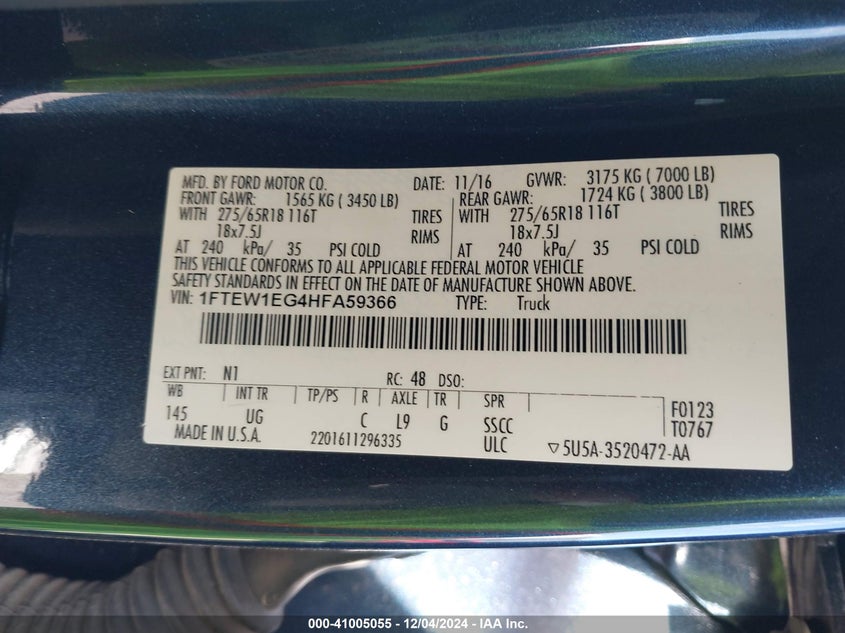 MFD. BY FORD MOTOR CO. DATE: 11/16 GVWR: 3175 KG ( 7000 LB)
FRONT GAWR: 1565 KG ( 3450 LB) REAR GAWR: 1724 KG ( 3800 LB)
WITH 275/65R18 116T TIRES WITH 275/65R18 116T TIRES
18x7.5J RIMS 18x7.5J RIMS
AT 240 kPa/ 35 PSI COLD AT 240 kPa/ 35 PSI COLD
THIS VEHICLE CONFORMS TO ALL APPLICABLE FEDERAL MOTOR VEHICLE
SAFETY STANDARDS IN EFFECT ON THE DATE OF MANUFACTURE SHOWN ABOVE.
VIN: 1FTEW1EG4HFA59366 TYPE: Truck
EXT PNT: N1 RC: 48 DSO:
WB INT TR TP/PS R AXLE TR SPR F0123
145 UG C L9 G SSCC T0767
MADE IN U.S.A. 2201611296335 ULC ▽5U5A-3520472-AA
000-41005055 - 12/04/2024 - IAA Inc.